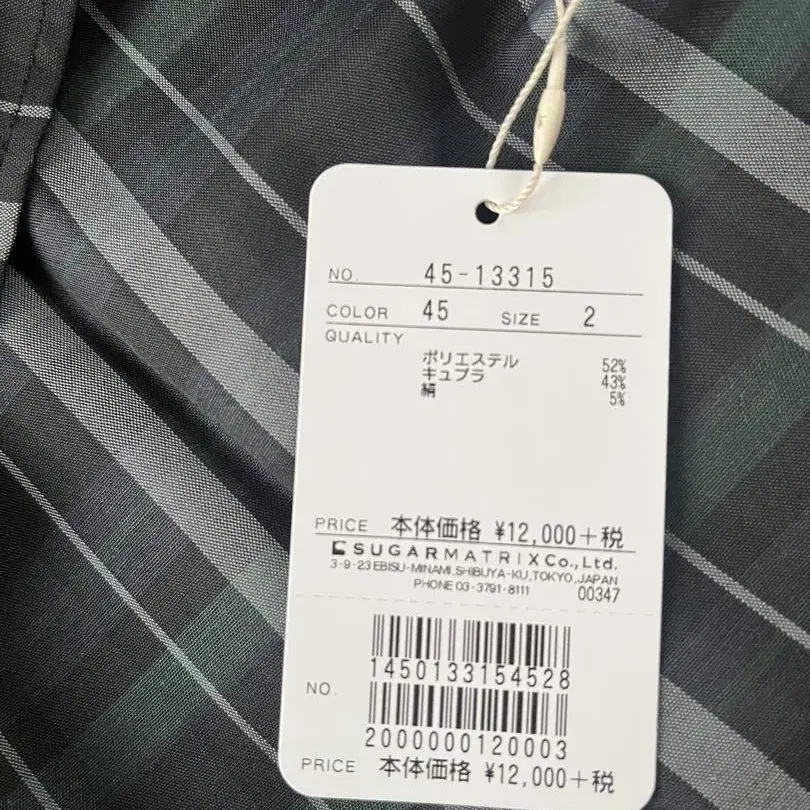 NO. 45-13315
COLOR 45 SIZE 2
QUALITY
ポリエステル 52%
キュプラ 43%
絹 5%
PRICE 本体価格 ¥12,000+税
SUGARMATRIX Co., Ltd.
3-9-23 EBISU-MINAMI, SHIBUYA-KU, TOKYO, JAPAN
PHONE 03-3791-8111 00347
1450133154528
NO.
2000000120003
PRICE 本体価格 ¥12,000+税